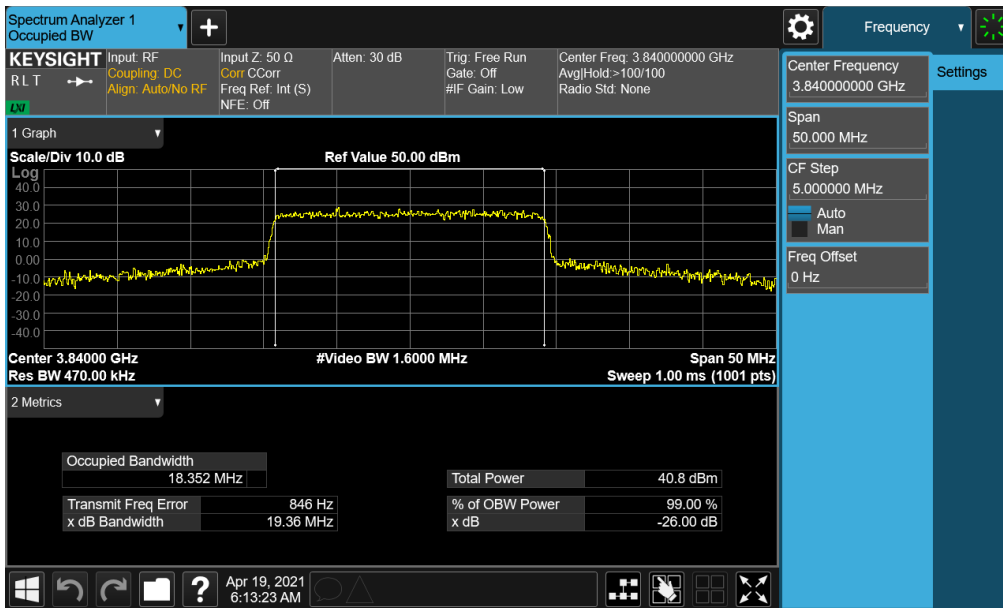 Spectrum Analyzer 1
Occupied BW
Frequency
KEYSIGHT
R L T
LXI
Input: RF
Coupling: DC
Align: Auto/No RF
Input Z: 50 Ω
Corr CCorr
Freq Ref: Int (S)
NFE: Off
Atten: 30 dB
Trig: Free Run
Gate: Off
#IF Gain: Low
Center Freq: 3.840000000 GHz
Avg|Hold:>100/100
Radio Std: None
Center Frequency
3.840000000 GHz
Settings
Span
50.000 MHz
CF Step
5.000000 MHz
Auto
Man
Freq Offset
0 Hz
1 Graph
Scale/Div 10.0 dB
Ref Value 50.00 dBm
Log
40.0
30.0
20.0
10.0
0.00
-10.0
-20.0
-30.0
-40.0
Center 3.84000 GHz
#Video BW 1.6000 MHz
Span 50 MHz
Res BW 470.00 kHz
Sweep 1.00 ms (1001 pts)
2 Metrics
Occupied Bandwidth
18.352 MHz
Total Power 40.8 dBm
Transmit Freq Error 846 Hz
% of OBW Power 99.00 %
x dB Bandwidth 19.36 MHz
x dB -26.00 dB
?
Apr 19, 2021
6:13:23 AM